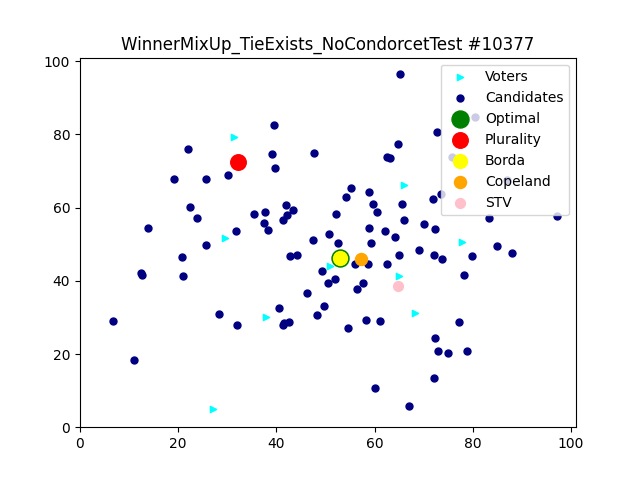 WinnerMixUp_TieExists_NoCondorcetTest #10377
100
80
60
40
20
0
0 20 40 60 80 100
Voters
Candidates
Optimal
Plurality
Borda
Copeland
STV